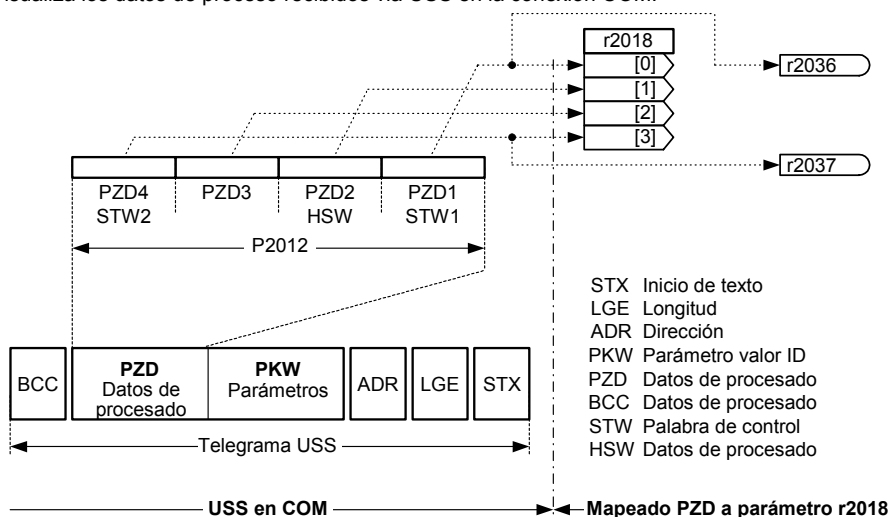 los datos de proceso recibidos vía USS en la conexión COM.
r2018
[0]
[1]
[2]
[3]
r2036
r2037
PZD4 PZD3 PZD2 PZD1
STW2 HSW STW1
P2012
STX Inicio de texto
LGE Longitud
ADR Dirección
PKW Parámetro valor ID
PZD Datos de procesado
BCC Datos de procesado
STW Palabra de control
HSW Datos de procesado
BCC
PZD
Datos de
procesado
PKW
Parámetros
ADR
LGE
STX
Telegrama USS
USS en COM
Mapeado PZD a parámetro r2018